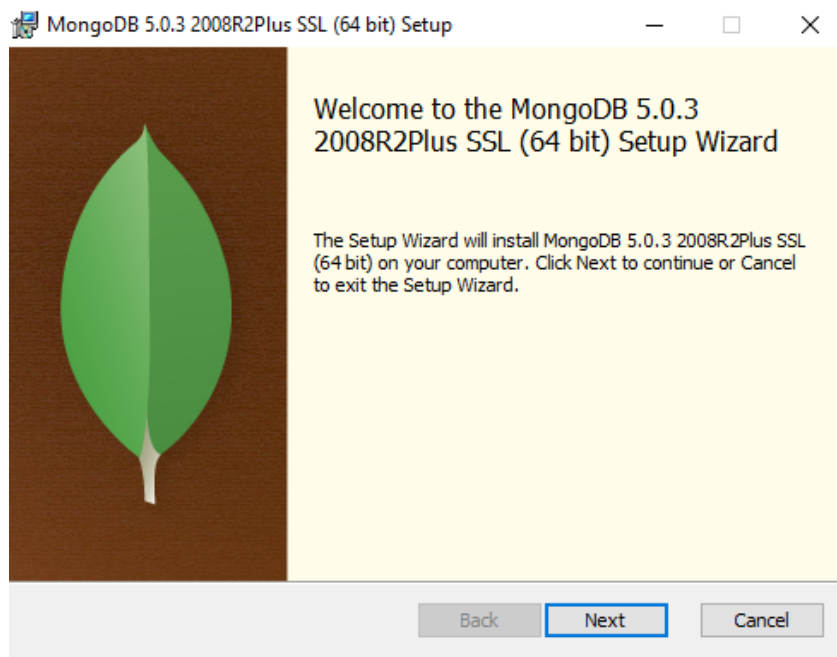 MongoDB 5.0.3 2008R2Plus SSL (64 bit) Setup
Welcome to the MongoDB 5.0.3
2008R2Plus SSL (64 bit) Setup Wizard
The Setup Wizard will install MongoDB 5.0.3 2008R2Plus SSL
(64 bit) on your computer. Click Next to continue or Cancel
to exit the Setup Wizard.
Back
Next
Cancel